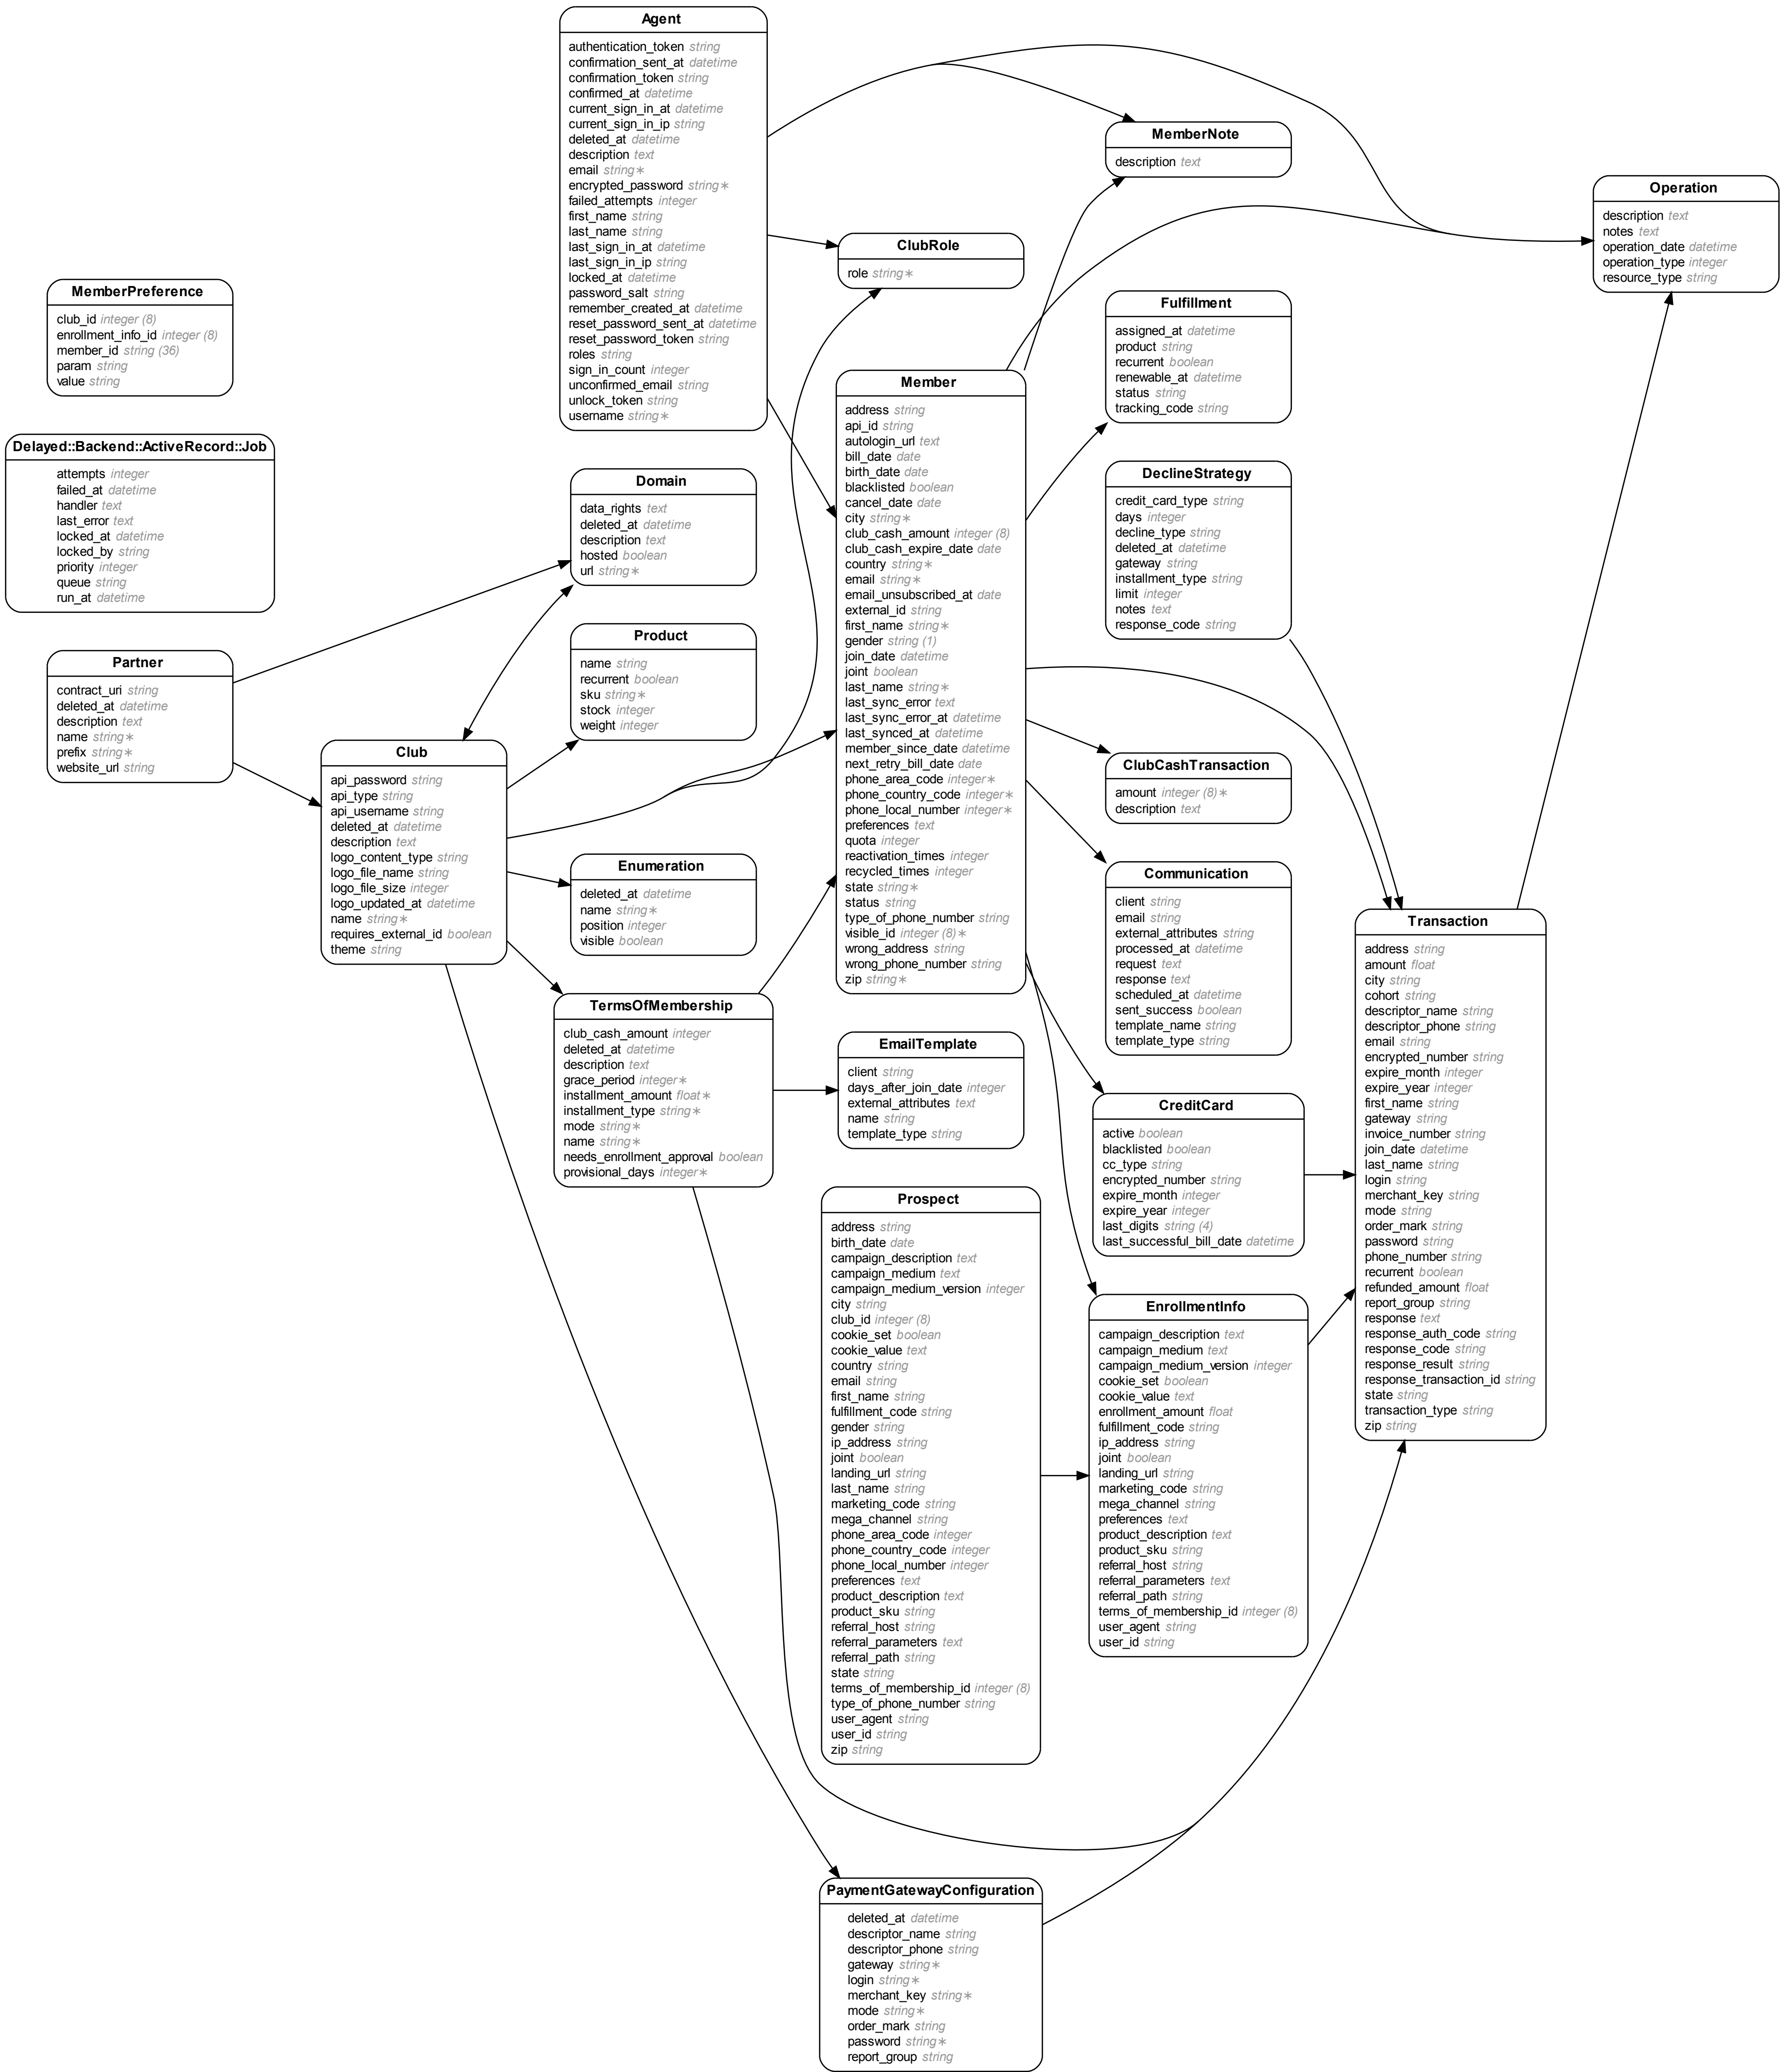 Agent
authentication_token string
confirmation_sent_at datetime
confirmation_token string
confirmed_at datetime
current_sign_in_at datetime
current_sign_in_ip string
deleted_at datetime
description text
email string∗
encrypted_password string∗
failed_attempts integer
first_name string
last_name string
last_sign_in_at datetime
last_sign_in_ip string
locked_at datetime
password_salt string
remember_created_at datetime
reset_password_sent_at datetime
reset_password_token string
roles string
sign_in_count integer
unconfirmed_email string
unlock_token string
username string∗
MemberNote
description text
Operation
description text
notes text
operation_date datetime
operation_type integer
resource_type string
ClubRole
role string∗
MemberPreference
club_id integer (8)
enrollment_info_id integer (8)
member_id string (36)
param string
value string
Fulfillment
assigned_at datetime
product string
recurrent boolean
renewable_at datetime
status string
tracking_code string
Member
address string
api_id string
autologin_url text
bill_date date
birth_date date
blacklisted boolean
cancel_date date
city string∗
club_cash_amount integer (8)
club_cash_expire_date date
country string∗
email string∗
email_unsubscribed_at date
external_id string
first_name string∗
gender string (1)
join_date datetime
joint boolean
last_name string∗
last_sync_error text
last_sync_error_at datetime
last_synced_at datetime
member_since_date datetime
next_retry_bill_date date
phone_area_code integer∗
phone_country_code integer∗
phone_local_number integer∗
preferences text
quota integer
reactivation_times integer
recycled_times integer
state string∗
status string
type_of_phone_number string
visible_id integer (8)∗
wrong_address string
wrong_phone_number string
zip string∗
Delayed::Backend::ActiveRecord::Job
attempts integer
failed_at datetime
handler text
last_error text
locked_at datetime
locked_by string
priority integer
queue string
run_at datetime
Domain
data_rights text
deleted_at datetime
description text
hosted boolean
url string∗
DeclineStrategy
credit_card_type string
days integer
decline_type string
deleted_at datetime
gateway string
installment_type string
limit integer
notes text
response_code string
Product
name string
recurrent boolean
sku string∗
stock integer
weight integer
Partner
contract_uri string
deleted_at datetime
description text
name string∗
prefix string∗
website_url string
Club
api_password string
api_type string
api_username string
deleted_at datetime
description text
logo_content_type string
logo_file_name string
logo_file_size integer
logo_updated_at datetime
name string∗
requires_external_id boolean
theme string
ClubCashTransaction
amount integer (8)∗
description text
Enumeration
deleted_at datetime
name string∗
position integer
visible boolean
Communication
client string
email string
external_attributes string
processed_at datetime
request text
response text
scheduled_at datetime
sent_success boolean
template_name string
template_type string
Transaction
address string
amount float
city string
cohort string
descriptor_name string
descriptor_phone string
email string
encrypted_number string
expire_month integer
expire_year integer
first_name string
gateway string
invoice_number string
join_date datetime
last_name string
login string
merchant_key string
mode string
order_mark string
password string
phone_number string
recurrent boolean
refunded_amount float
report_group string
response text
response_auth_code string
response_code string
response_result string
response_transaction_id string
state string
transaction_type string
zip string
TermsOfMembership
club_cash_amount integer
deleted_at datetime
description text
grace_period integer∗
installment_amount float∗
installment_type string∗
mode string∗
name string∗
needs_enrollment_approval boolean
provisional_days integer∗
EmailTemplate
client string
days_after_join_date integer
external_attributes text
name string
template_type string
CreditCard
active boolean
blacklisted boolean
cc_type string
encrypted_number string
expire_month integer
expire_year integer
last_digits string (4)
last_successful_bill_date datetime
Prospect
address string
birth_date date
campaign_description text
campaign_medium text
campaign_medium_version integer
city string
club_id integer (8)
cookie_set boolean
cookie_value text
country string
email string
first_name string
fulfillment_code string
gender string
ip_address string
joint boolean
landing_url string
last_name string
marketing_code string
mega_channel string
phone_area_code integer
phone_country_code integer
phone_local_number integer
preferences text
product_description text
product_sku string
referral_host string
referral_parameters text
referral_path string
state string
terms_of_membership_id integer (8)
type_of_phone_number string
user_agent string
user_id string
zip string
EnrollmentInfo
campaign_description text
campaign_medium text
campaign_medium_version integer
cookie_set boolean
cookie_value text
enrollment_amount float
fulfillment_code string
ip_address string
joint boolean
landing_url string
marketing_code string
mega_channel string
preferences text
product_description text
product_sku string
referral_host string
referral_parameters text
referral_path string
terms_of_membership_id integer (8)
user_agent string
user_id string
PaymentGatewayConfiguration
deleted_at datetime
descriptor_name string
descriptor_phone string
gateway string∗
login string∗
merchant_key string∗
mode string∗
order_mark string
password string∗
report_group string